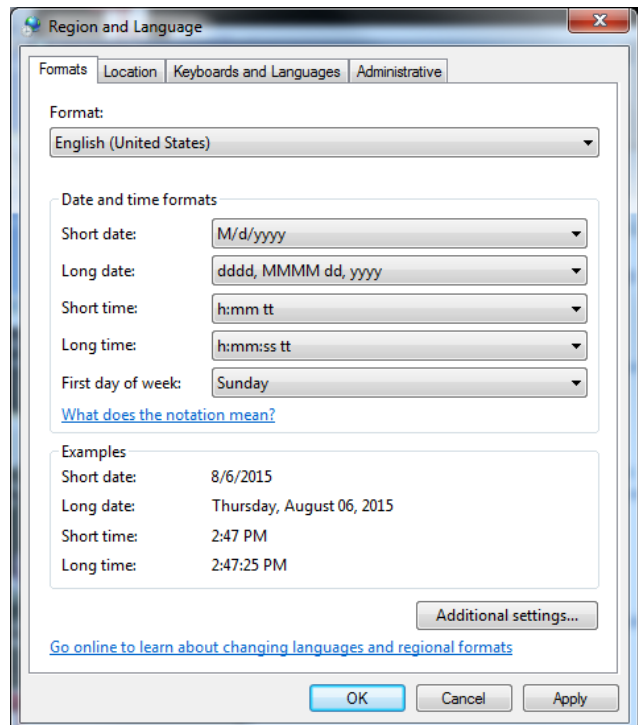 Region and Language
Formats Location Keyboards and Languages Administrative
Format:
English (United States)
Date and time formats
Short date: M/d/yyyy
Long date: dddd, MMMM dd, yyyy
Short time: h:mm tt
Long time: h:mm:ss tt
First day of week: Sunday
What does the notation mean?
Examples
Short date: 8/6/2015
Long date: Thursday, August 06, 2015
Short time: 2:47 PM
Long time: 2:47:25 PM
Additional settings...
Go online to learn about changing languages and regional formats
OK Cancel Apply